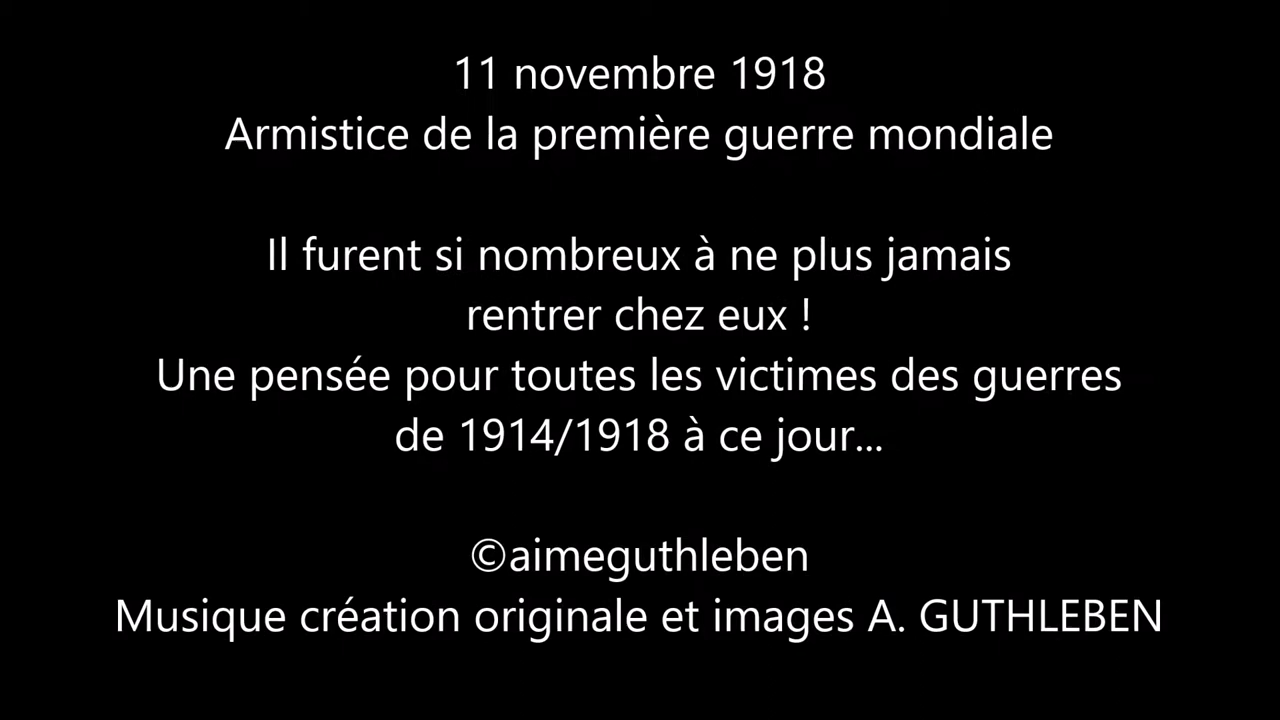 11 novembre 1918
Armistice de la première guerre mondiale
Il furent si nombreux à ne plus jamais
rentrer chez eux !
Une pensée pour toutes les victimes des guerres
de 1914/1918 à ce jour...
©aimeguthleben
Musique création originale et images A. GUTHLEBEN